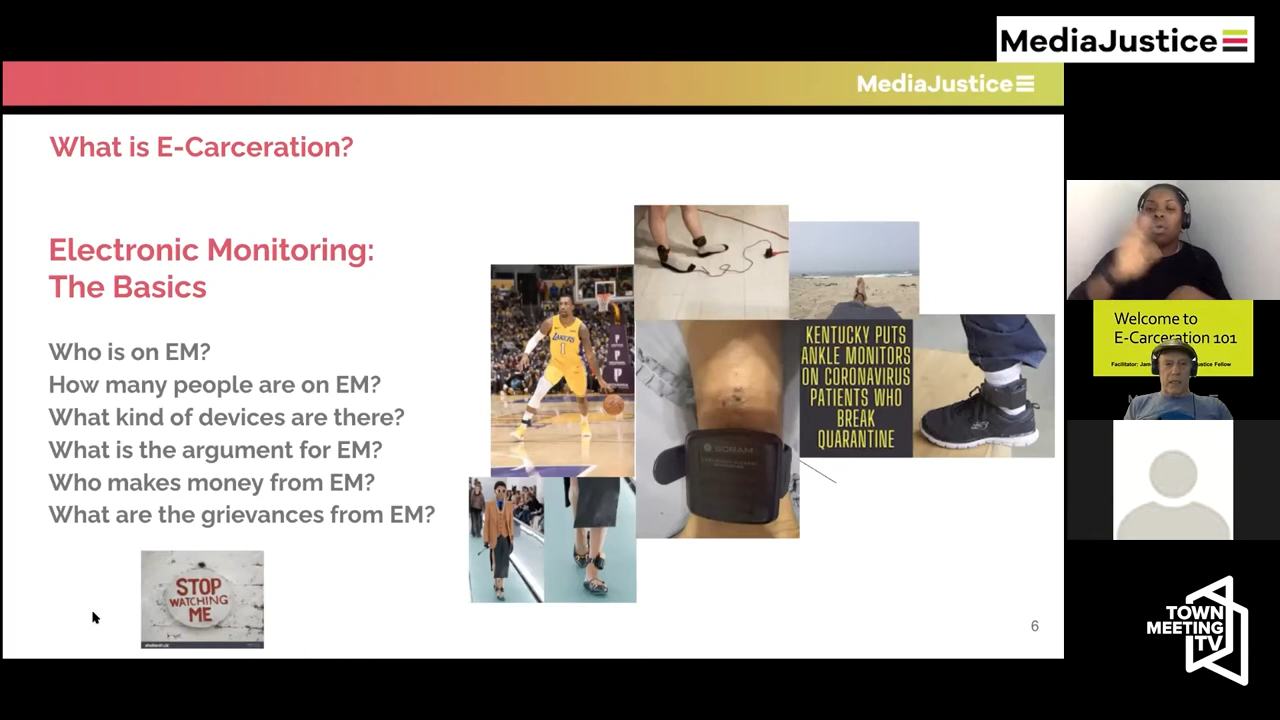 MediaJustice
MediaJustice
What is E-Carceration?
Electronic Monitoring:
The Basics
Who is on EM?
How many people are on EM?
What kind of devices are there?
What is the argument for EM?
Who makes money from EM?
What are the grievances from EM?
STOP
WATCHING
ME
LAKERS
1
SCRAM
KENTUCKY PUTS
ANKLE MONITORS
ON CORONAVIRUS
PATIENTS WHO
BREAK
QUARANTINE
6
Welcome to
E-Carceration 101
Facilitator:
TOWN
MEETING
TV